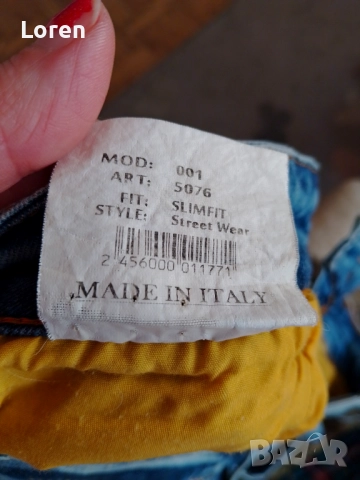 Loren
MOD: 001
ART: 5076
FIT: SLIMFIT
STYLE: Street Wear
2 456000 011771
MADE IN ITALY
BAZAR